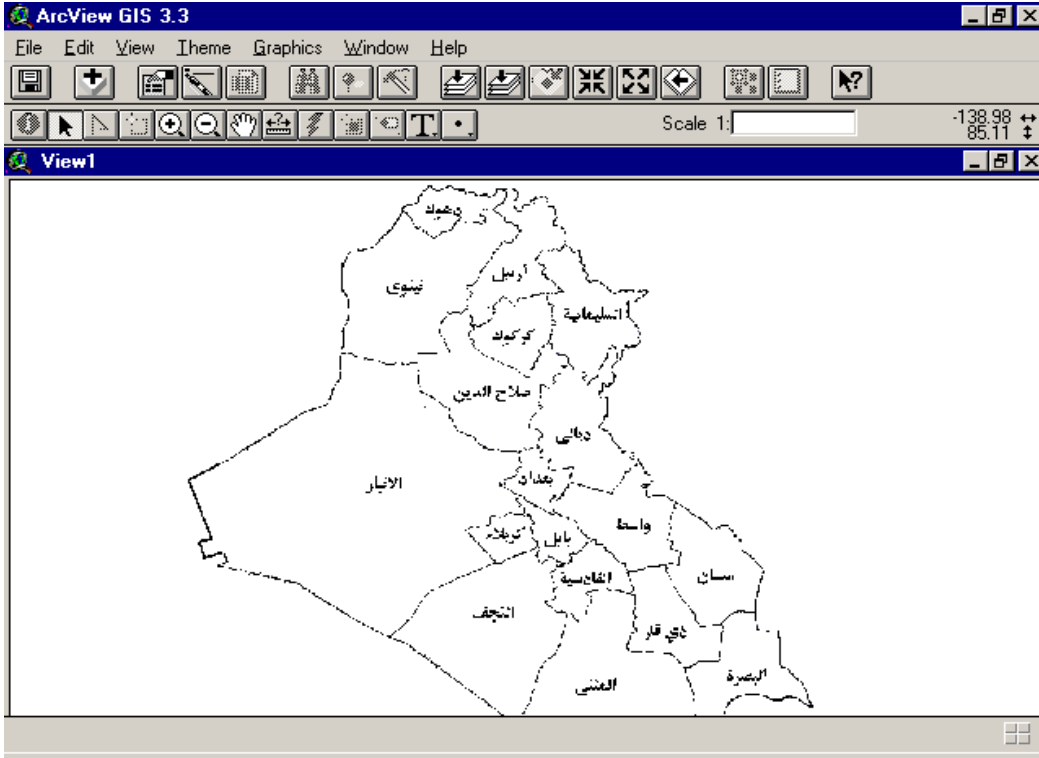 ArcView GIS 3.3
File Edit View Theme Graphics Window Help
Scale 1:
-138.98
85.11
View1
دهوك
أربيل
نينوى
السليمانية
كركوك
صلاح الدين
ديالى
بغداد
الانبار
واسط
كربلاء
بابل
القادسية
ميسان
النجف
ذي قار
البصرة
المثنى